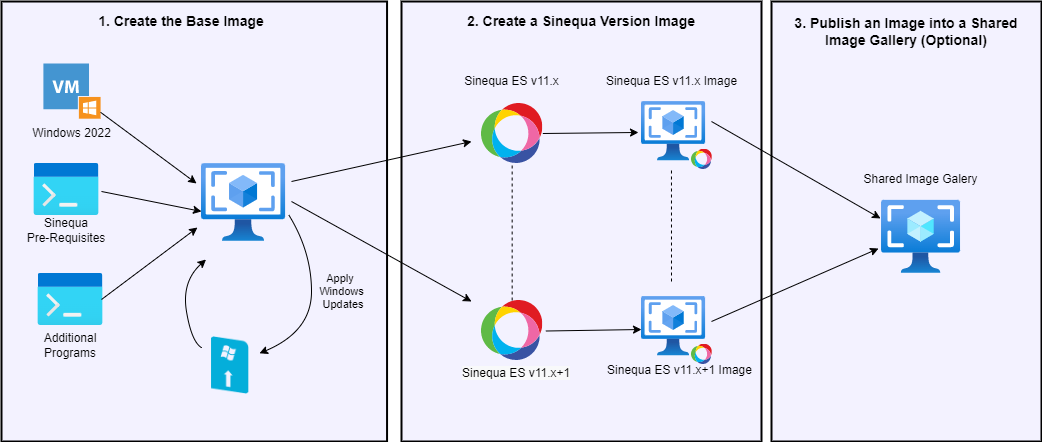 1. Create the Base Image
VM
Windows 2022
Sinequa
Pre-Requisites
Additional
Programs
Apply
Windows
Updates
2. Create a Sinequa Version Image
Sinequa ES v11.x
Sinequa ES v11.x Image
Sinequa ES v11.x+1
Sinequa ES v11.x+1 Image
3. Publish an Image into a Shared
Image Gallery (Optional)
Shared Image Galery